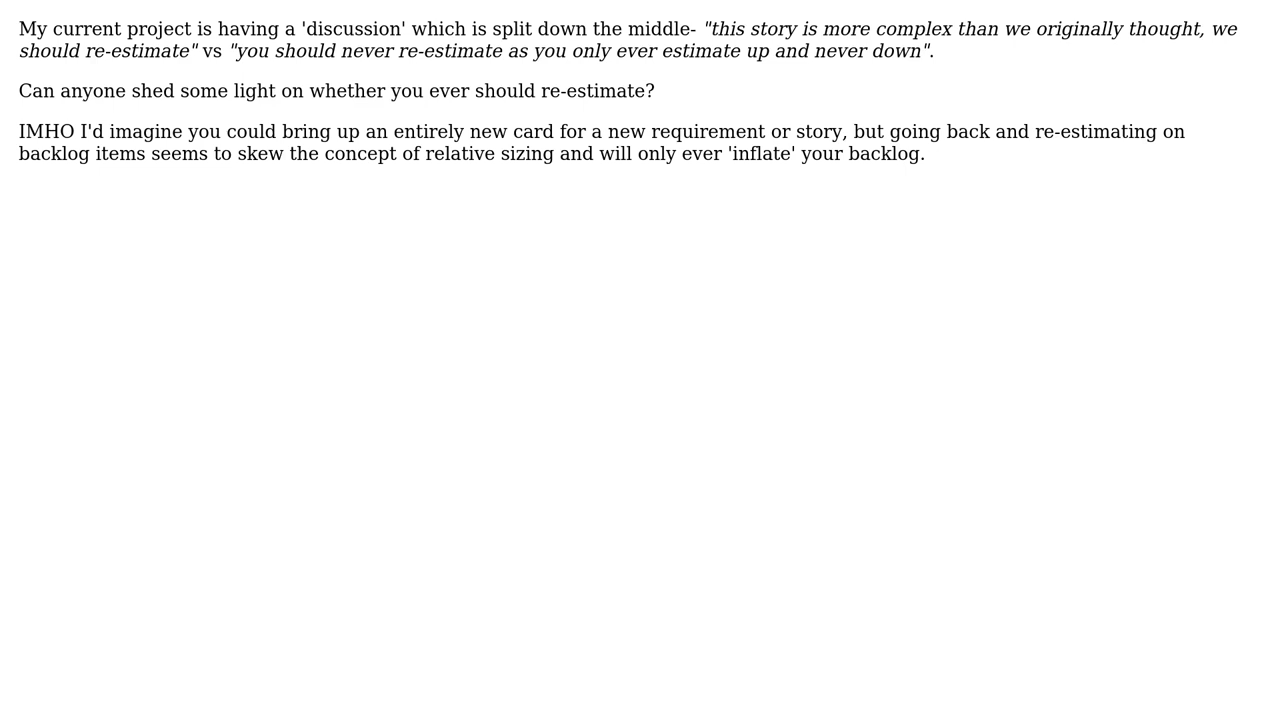 My current project is having a 'discussion' which is split down the middle- "this story is more complex than we originally thought, we
should re-estimate" vs "you should never re-estimate as you only ever estimate up and never down".
Can anyone shed some light on whether you ever should re-estimate?
IMHO I'd imagine you could bring up an entirely new card for a new requirement or story, but going back and re-estimating on
backlog items seems to skew the concept of relative sizing and will only ever 'inflate' your backlog.